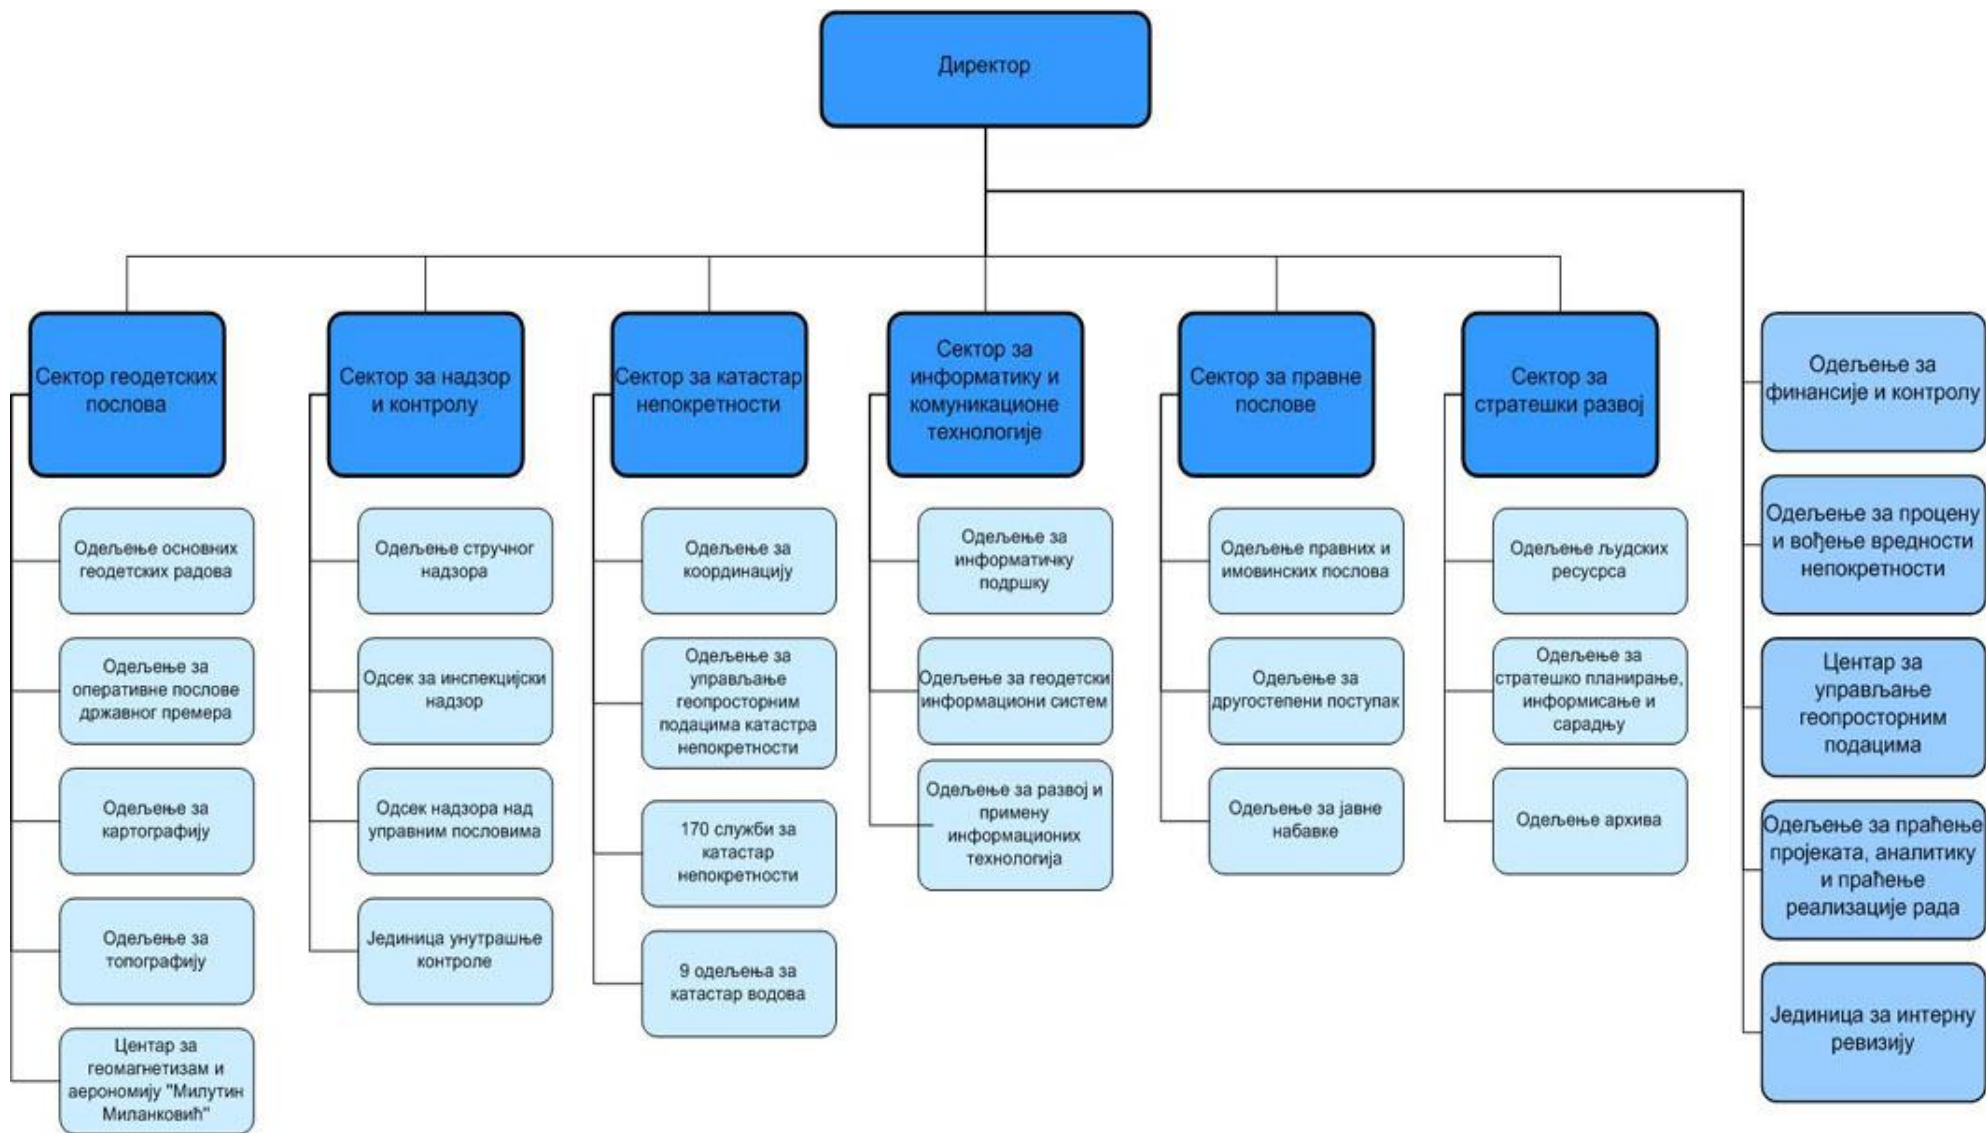 Директор
Сектор геодетских
послова
Одељење основних
геодетских радова
Одељење за
оперативне послове
државног премера
Одељење за
картографију
Одељење за
топографију
Центар за
геомагнетизам и
аерономију "Милутин
Миланковић"
Сектор за надзор
и контролу
Одељење стручног
надзора
Одсек за инспекцијски
надзор
Одсек надзора над
управним пословима
Јединица унутрашње
контроле
Сектор за катастар
непокретности
Одељење за
координацију
Одељење за
управљање
геопросторним
подацима катастра
непокретности
170 служби за
катастар
непокретности
9 одељења за
катастар водова
Сектор за
информатику и
комуникационе
технологије
Одељење за
информатичку
подршку
Одељење за геодетски
информациони систем
Одељење за развој и
примену
информационих
технологија
Сектор за правне
послове
Одељење правних и
имовинских послова
Одељење за
другостепени поступак
Одељење за јавне
набавке
Сектор за
стратешки развој
Одељење људских
ресусрса
Одељење за
стратешко планирање,
информисање и
сарадњу
Одељење архива
Одељење за
финансије и контролу
Одељење за процену
и вођење вредности
непокретности
Центар за
управљање
геопросторним
подацима
Одељење за праћење
пројеката, аналитику
и праћење
реализације рада
Јединица за интерну
ревизију